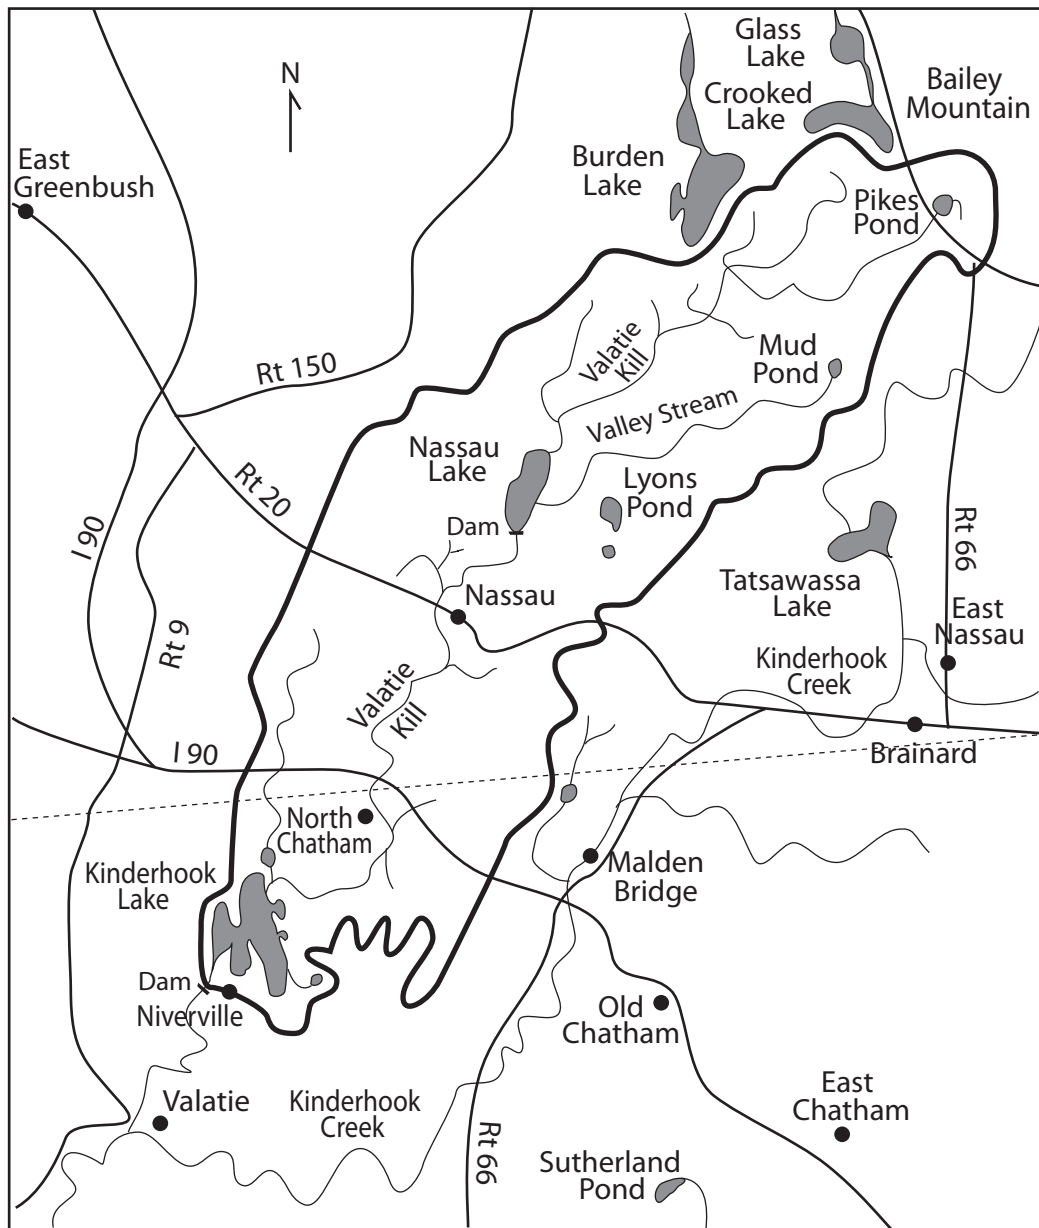 Glass
Lake
N
Crooked
Lake
Bailey
Mountain
East
Greenbush
Burden
Lake
Pikes
Pond
Valatie
Kill
Mud
Pond
Rt 150
Valley Stream
Nassau
Lake
Rt 20
Lyons
Pond
I 90
Dam
Rt 66
Tatsawassa
Lake
Nassau
East
Nassau
Rt 9
Kinderhook
Creek
Valatie
Kill
I 90
Brainard
North
Chatham
Kinderhook
Lake
Malden
Bridge
Dam
Niverville
Old
Chatham
Valatie
Kinderhook
Creek
East
Chatham
Rt 66
Sutherland
Pond